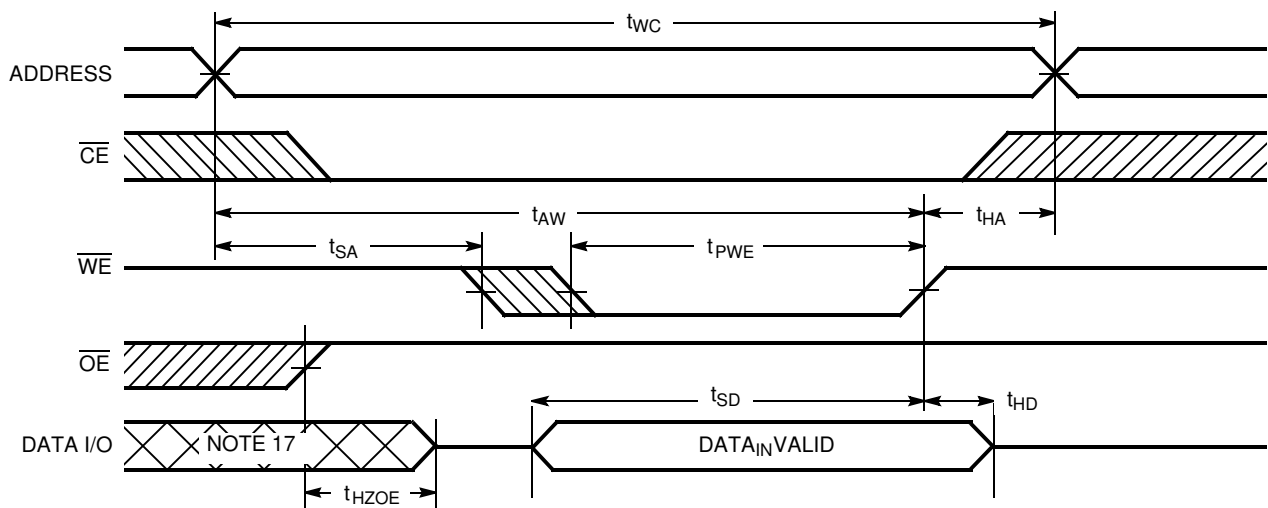 tWC
ADDRESS
CE
tAW
tHA
tSA
tPWE
WE
OE
tSD
tHD
DATA I/O
NOTE 17
DATAINVALID
tHZOE